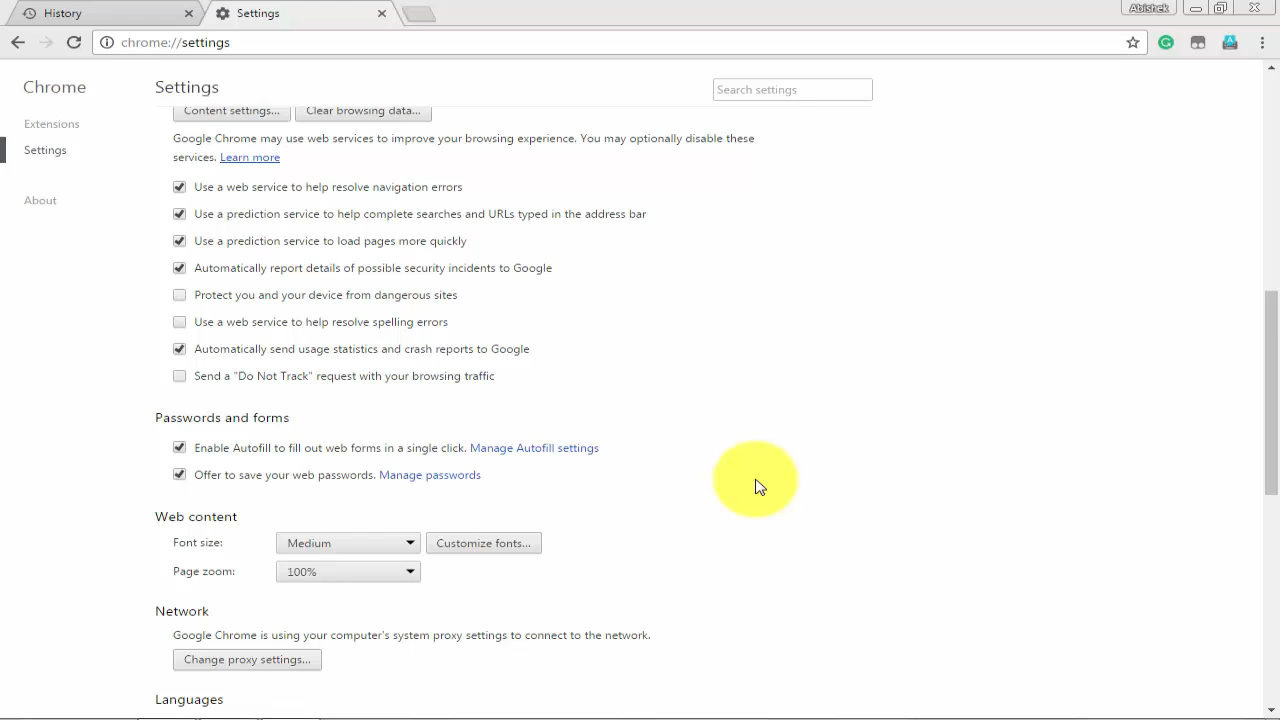 History
Settings
Abishek
chrome://settings
Chrome
Settings
Search settings
Extensions
Settings
About
Content settings...
Clear browsing data...
Google Chrome may use web services to improve your browsing experience. You may optionally disable these
services. Learn more
Use a web service to help resolve navigation errors
Use a prediction service to help complete searches and URLs typed in the address bar
Use a prediction service to load pages more quickly
Automatically report details of possible security incidents to Google
Protect you and your device from dangerous sites
Use a web service to help resolve spelling errors
Automatically send usage statistics and crash reports to Google
Send a "Do Not Track" request with your browsing traffic
Passwords and forms
Enable Autofill to fill out web forms in a single click. Manage Autofill settings
Offer to save your web passwords. Manage passwords
Web content
Font size:
Medium
Customize fonts...
Page zoom:
100%
Network
Google Chrome is using your computer's system proxy settings to connect to the network.
Change proxy settings...
Languages